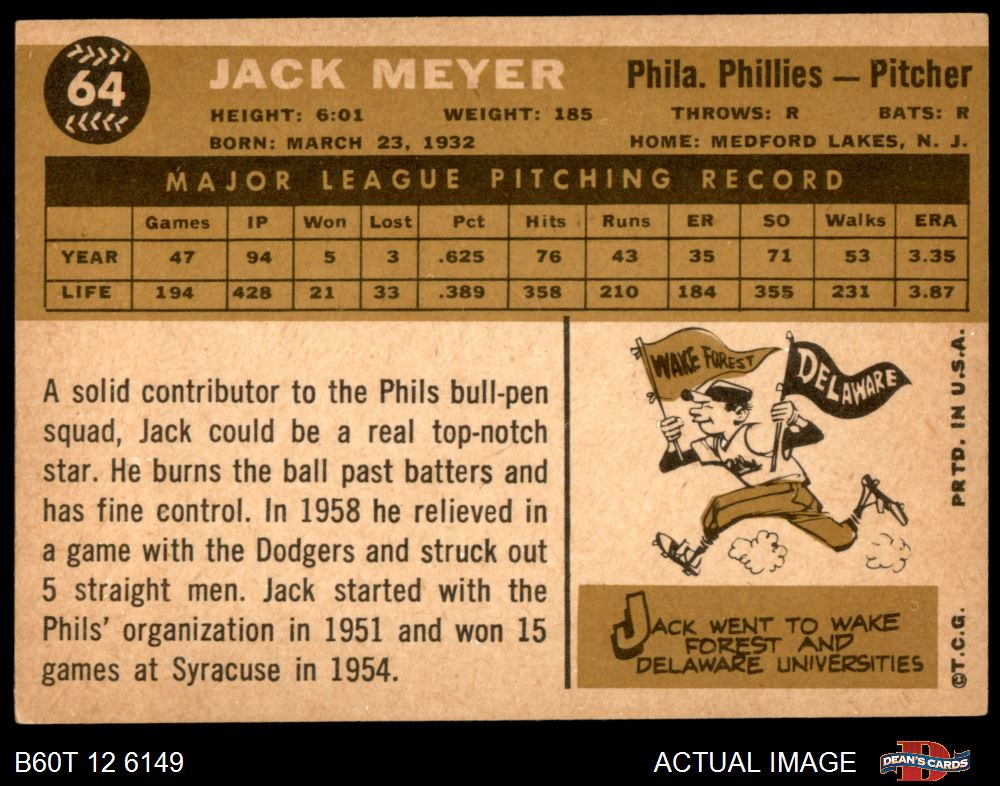 64
JACK MEYER
Phila. Phillies — Pitcher
HEIGHT: 6:01 WEIGHT: 185 THROWS: R BATS: R
BORN: MARCH 23, 1932 HOME: MEDFORD LAKES, N. J.
MAJOR LEAGUE PITCHING RECORD
Games IP Won Lost Pct Hits Runs ER SO Walks ERA
YEAR 47 94 5 3 .625 76 43 35 71 53 3.35
LIFE 194 428 21 33 .389 358 210 184 355 231 3.87
A solid contributor to the Phils bull-pen
squad, Jack could be a real top-notch
star. He burns the ball past batters and
has fine control. In 1958 he relieved in
a game with the Dodgers and struck out
5 straight men. Jack started with the
Phils' organization in 1951 and won 15
games at Syracuse in 1954.
WAKE FOREST
DELAWARE
JACK WENT TO WAKE
FOREST AND
DELAWARE UNIVERSITIES
©T.C.G. PRTD. IN U.S.A.
B60T 12 6149
ACTUAL IMAGE
D
DEAN'S CARDS